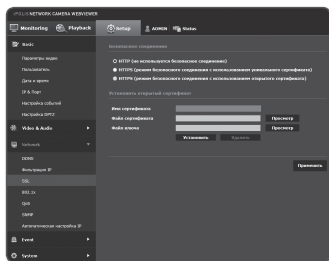 iPOLiS NETWORK CAMERA WEBVIEWER
Monitoring
Playback
Setup
ADMIN
Status
Basic
Параметры видео
Пользователь
Дата и время
IP & Порт
Настройка событий
Настройка DPTZ
Video & Audio
Network
DDNS
Фильтрация IP
SSL
802.1x
QoS
SNMP
Автоматическая настройка IP
Event
System
Безопасное соединение
HTTP (не используется безопасное соединение)
HTTPS (режим безопасного соединения с использованием уникального сертификата)
HTTPS (режим безопасного соединения с использованием открытого сертификата)
Установить открытый сертификат
Имя сертификата
Файл сертификата
Просмотр
Файл ключа
Просмотр
Установить
Удалить
Применить